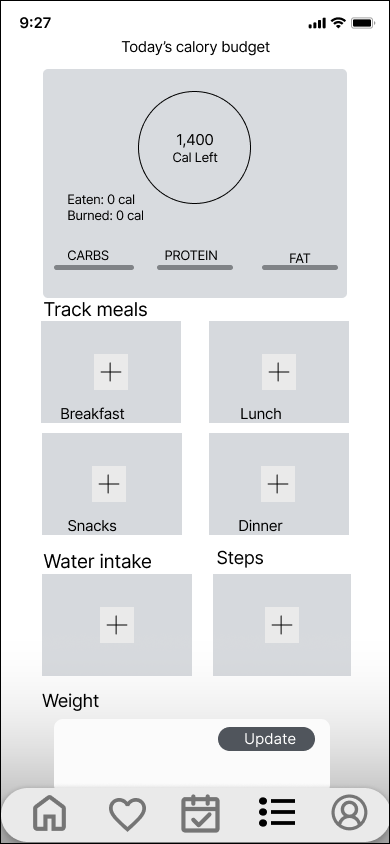 9:27
Today's calory budget
1,400
Cal Left
Eaten: 0 cal
Burned: 0 cal
CARBS
PROTEIN
FAT
Track meals
Breakfast
Lunch
Snacks
Dinner
Water intake
Steps
Weight
Update